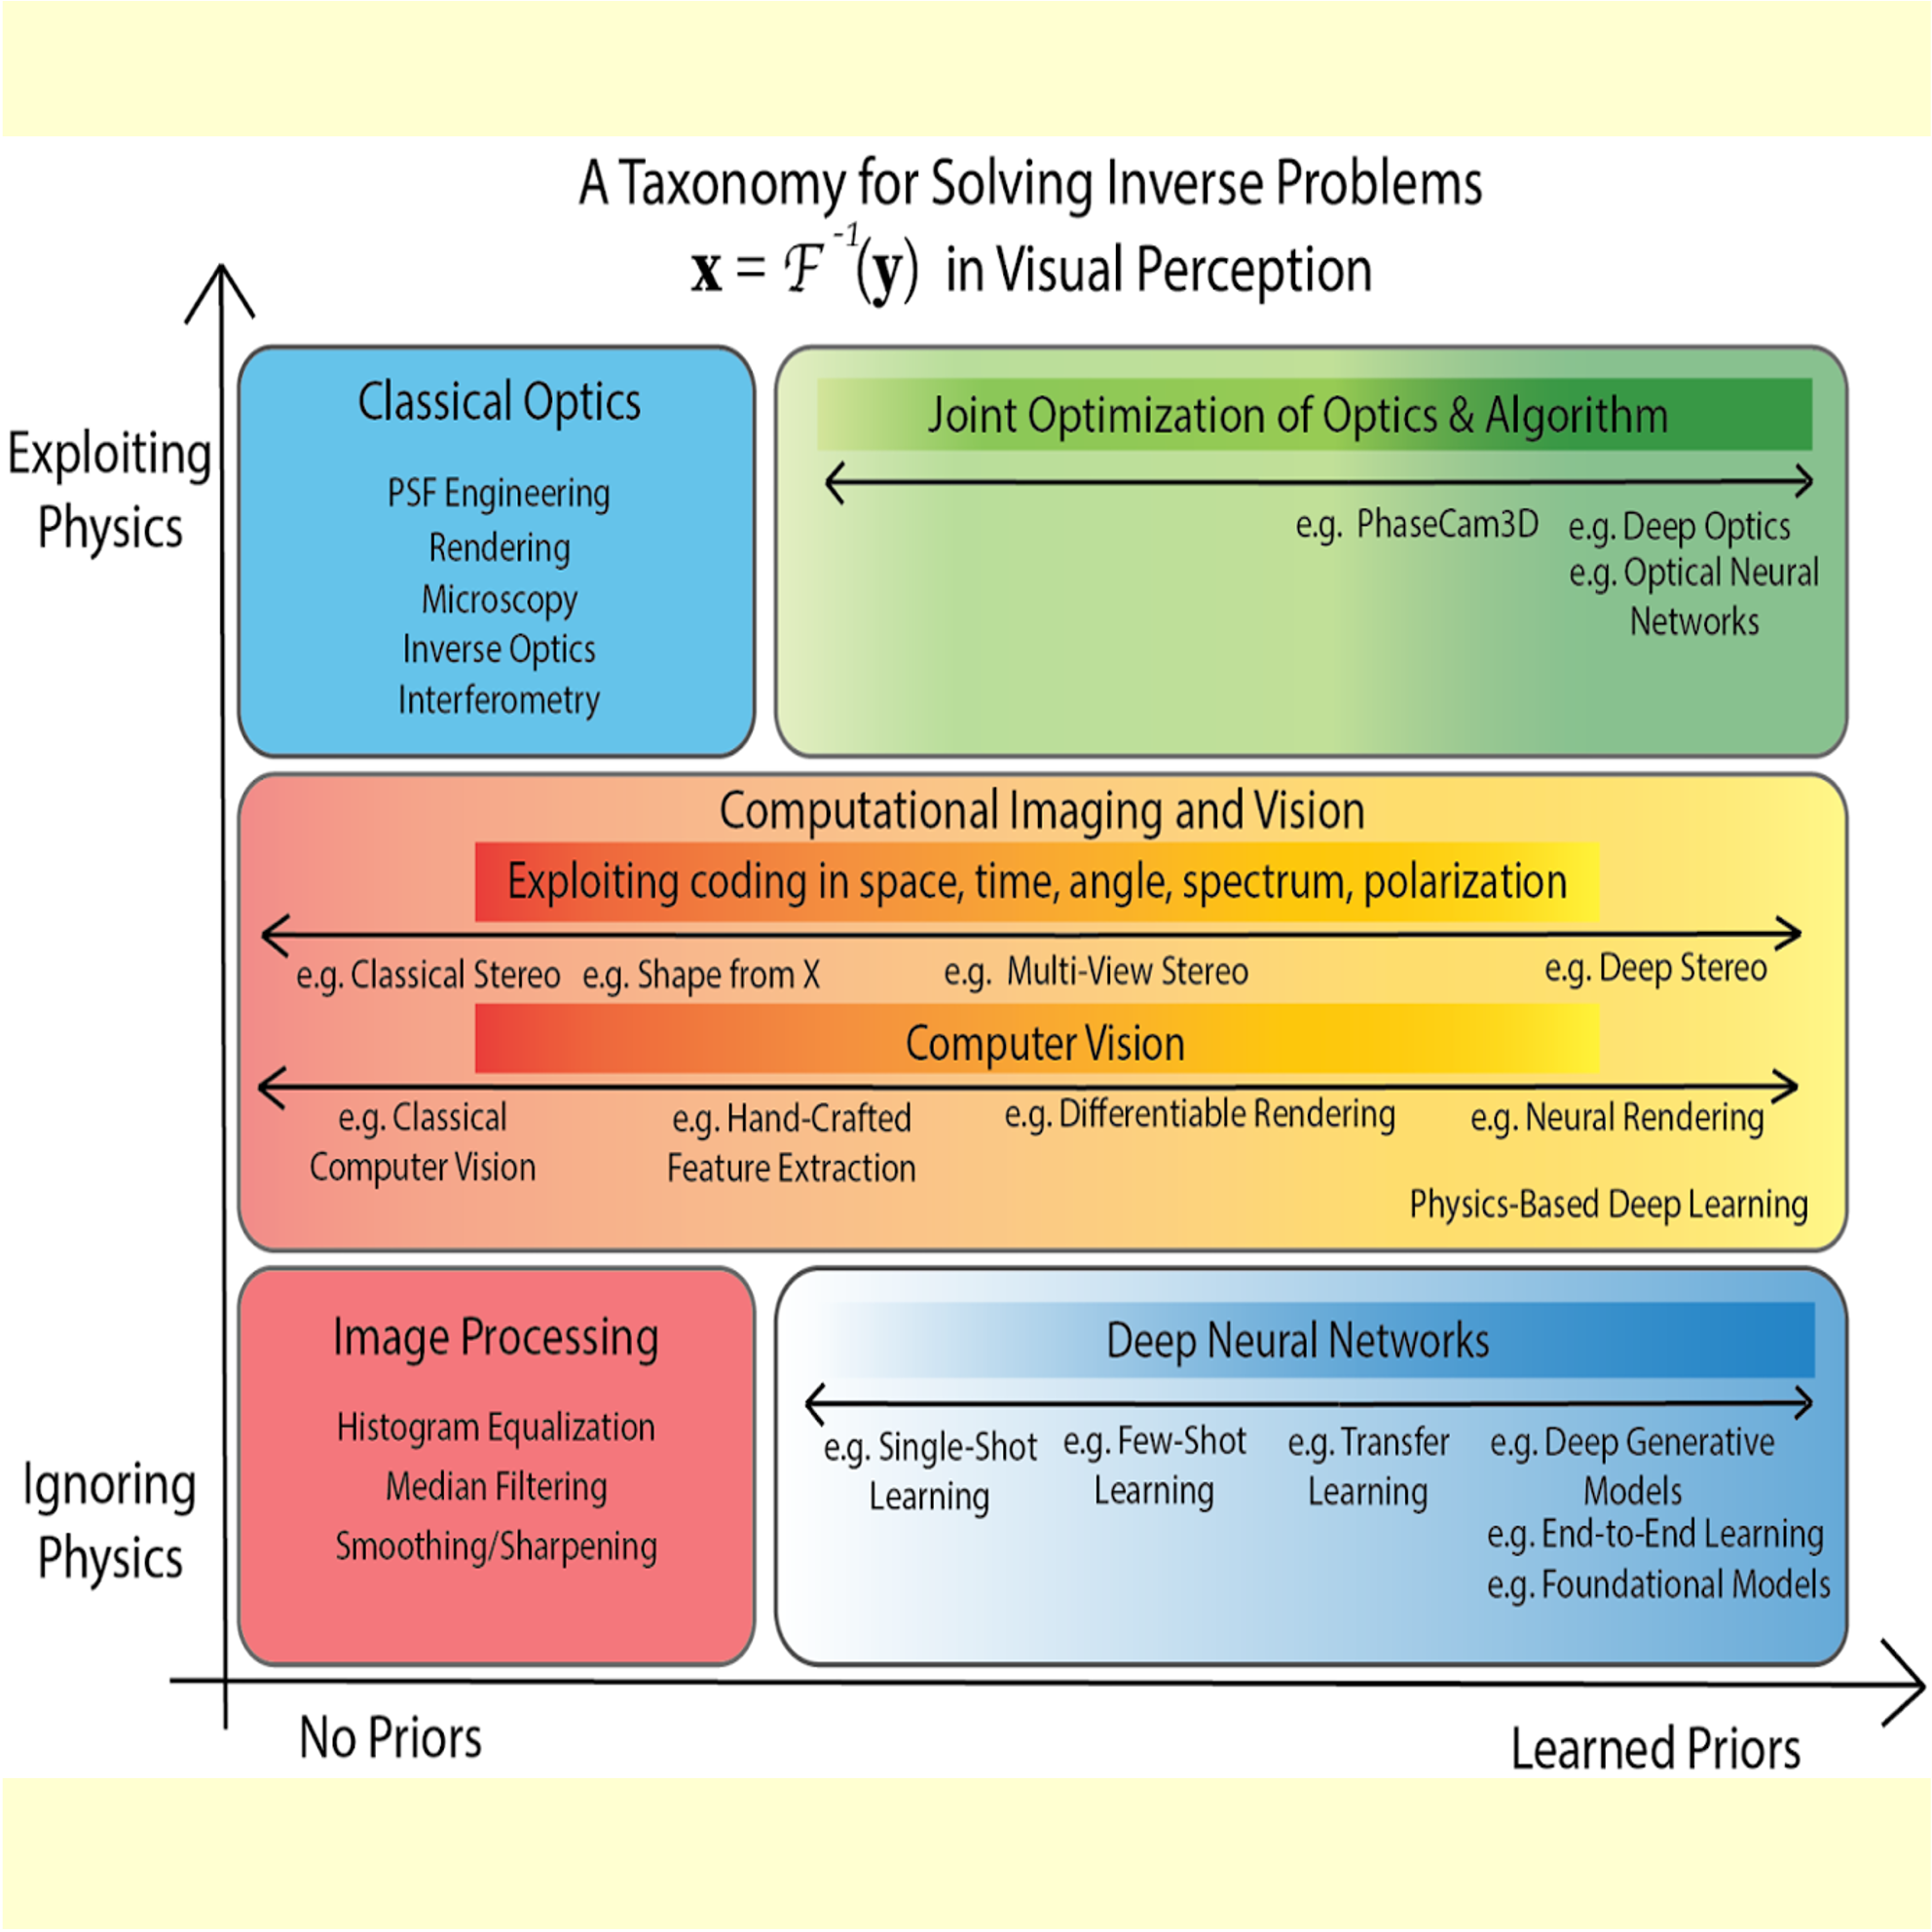 A Taxonomy for Solving Inverse Problems
x = ℱ⁻¹(y) in Visual Perception
Exploiting
Physics
Classical Optics
PSF Engineering
Rendering
Microscopy
Inverse Optics
Interferometry
Joint Optimization of Optics & Algorithm
e.g. PhaseCam3D
e.g. Deep Optics
e.g. Optical Neural
Networks
Computational Imaging and Vision
Exploiting coding in space, time, angle, spectrum, polarization
e.g. Classical Stereo
e.g. Shape from X
e.g. Multi-View Stereo
e.g. Deep Stereo
Computer Vision
e.g. Classical
Computer Vision
e.g. Hand-Crafted
Feature Extraction
e.g. Differentiable Rendering
e.g. Neural Rendering
Physics-Based Deep Learning
Ignoring
Physics
Image Processing
Histogram Equalization
Median Filtering
Smoothing/Sharpening
Deep Neural Networks
e.g. Single-Shot
Learning
e.g. Few-Shot
Learning
e.g. Transfer
Learning
e.g. Deep Generative
Models
e.g. End-to-End Learning
e.g. Foundational Models
No Priors
Learned Priors